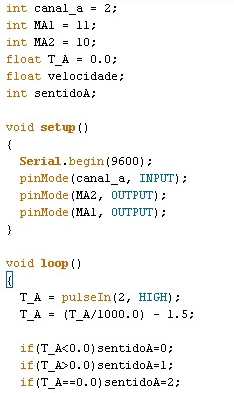 int canal_a = 2;
int MA1 = 11;
int MA2 = 10;
float T_A = 0.0;
float velocidade;
int sentidoA;
void setup()
{
Serial.begin(9600);
pinMode(canal_a, INPUT);
pinMode(MA2, OUTPUT);
pinMode(MA1, OUTPUT);
}
void loop()
{
T_A = pulseIn(2, HIGH);
T_A = (T_A/1000.0) - 1.5;
if(T_A<0.0)sentidoA=0;
if(T_A>0.0)sentidoA=1;
if(T_A==0.0)sentidoA=2;